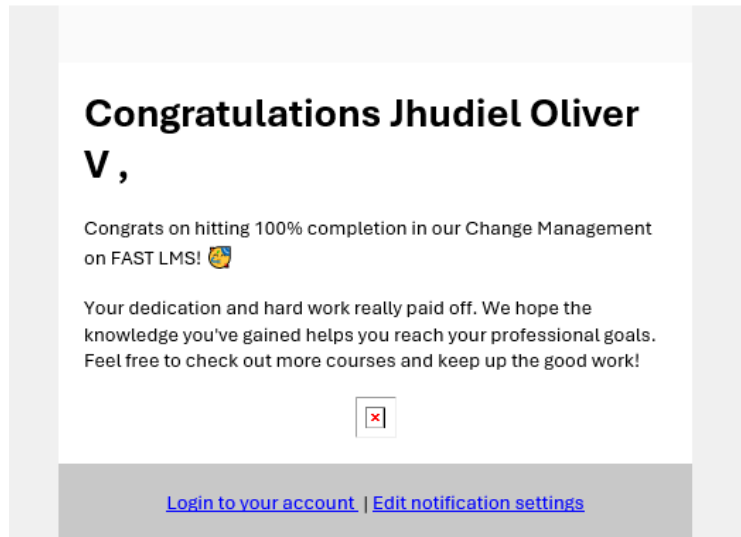 Congratulations Jhudiel Oliver
V ,
Congrats on hitting 100% completion in our Change Management
on FAST LMS! 🥳
Your dedication and hard work really paid off. We hope the
knowledge you've gained helps you reach your professional goals.
Feel free to check out more courses and keep up the good work!
Login to your account | Edit notification settings